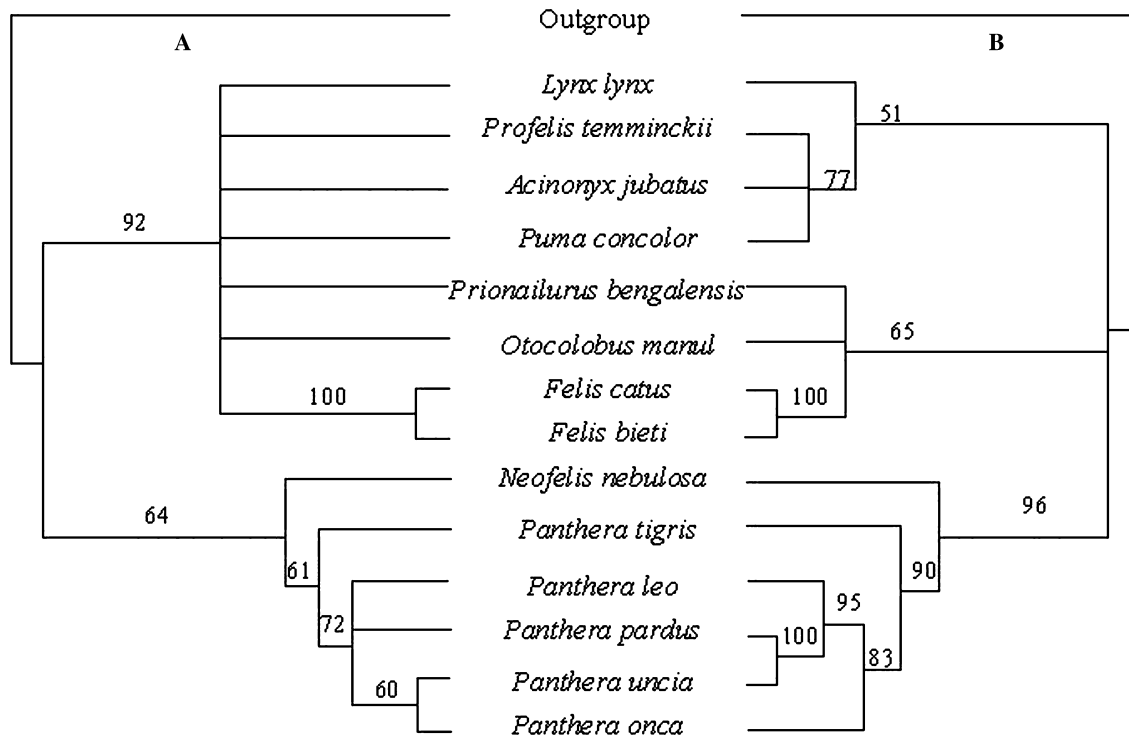 Outgroup
A
B
Lynx lynx
51
Profelis temminckii
77
Acinonyx jubatus
92
Puma concolor
Prionailurus bengalensis
65
Otocolobus manul
100
Felis catus
100
Felis bieti
Neofelis nebulosa
64
96
Panthera tigris
61
90
Panthera leo
95
72
Panthera pardus
100
83
60
Panthera uncia
Panthera onca